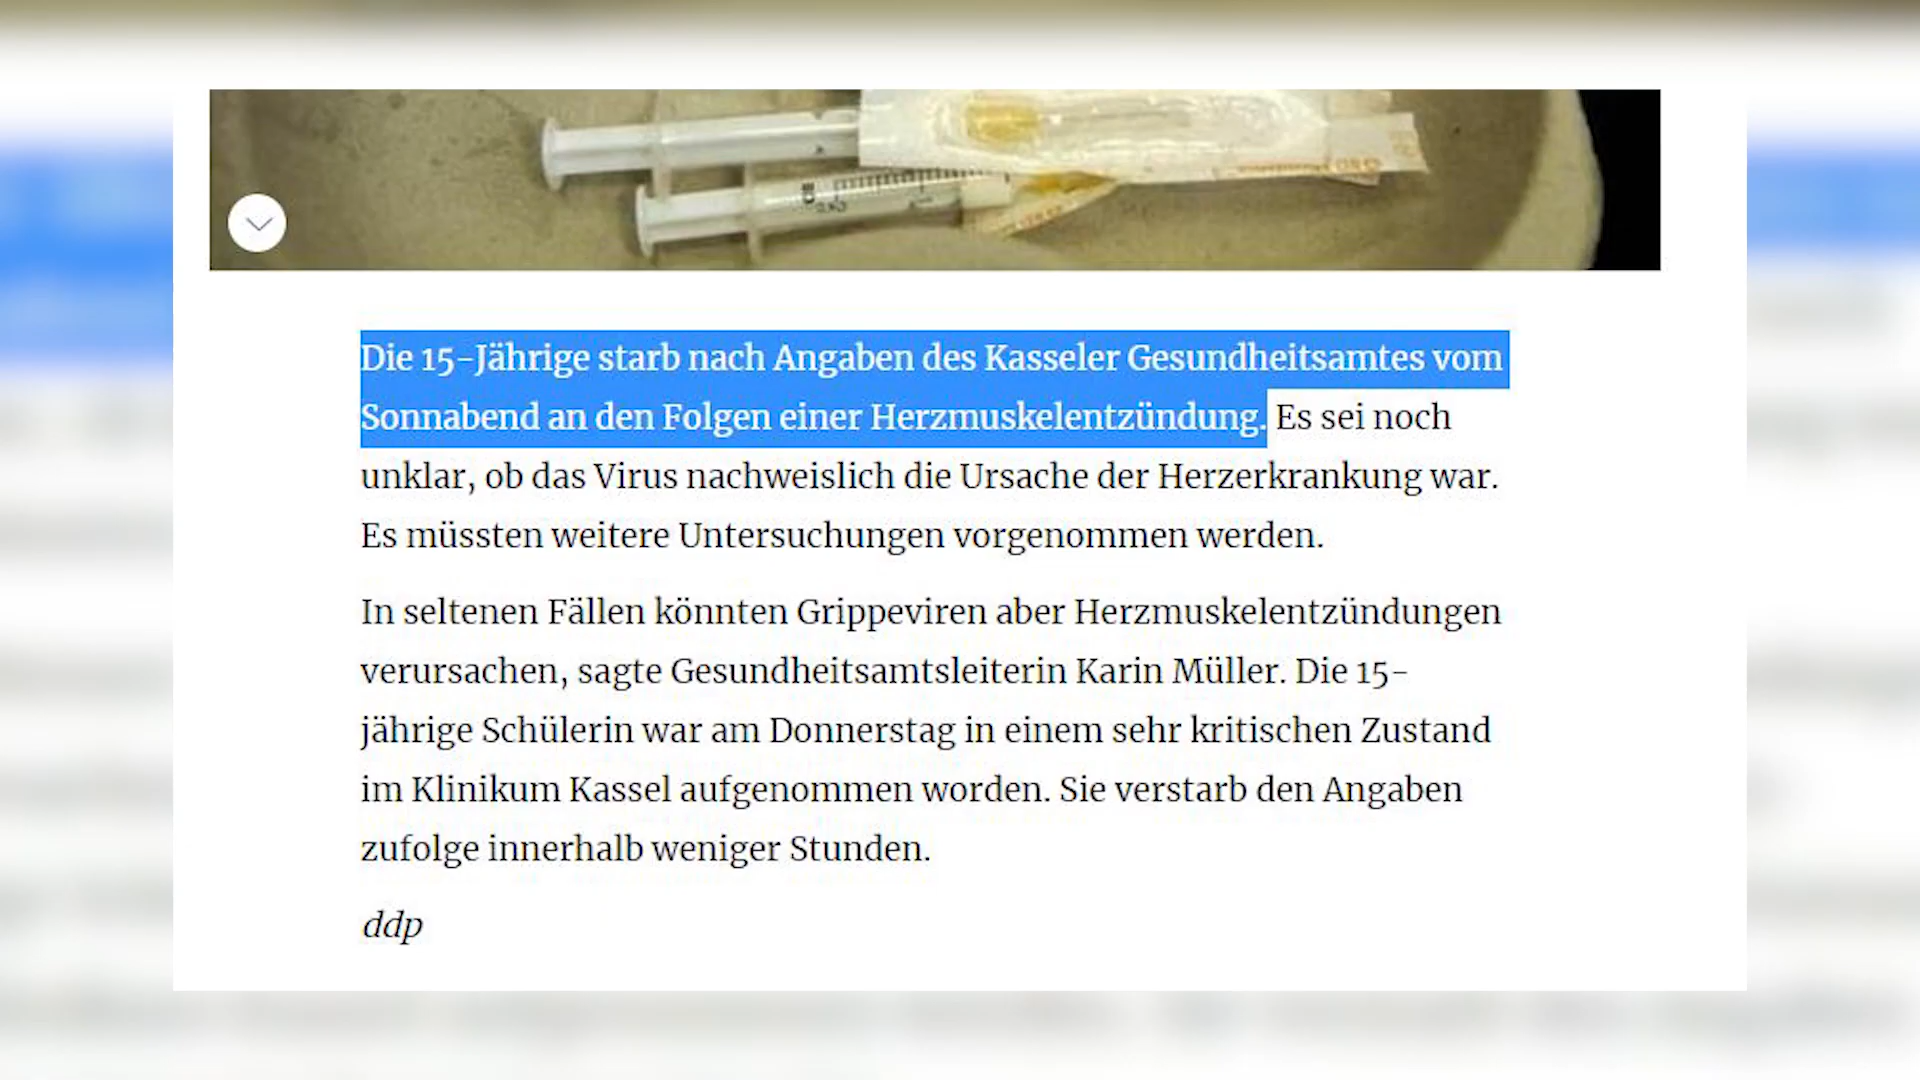 Die 15-Jährige starb nach Angaben des Kasseler Gesundheitsamtes vom
Sonnabend an den Folgen einer Herzmuskelentzündung. Es sei noch
unklar, ob das Virus nachweislich die Ursache der Herzerkrankung war.
Es müssten weitere Untersuchungen vorgenommen werden.
In seltenen Fällen könnten Grippeviren aber Herzmuskelentzündungen
verursachen, sagte Gesundheitsamtsleiterin Karin Müller. Die 15-
jährige Schülerin war am Donnerstag in einem sehr kritischen Zustand
im Klinikum Kassel aufgenommen worden. Sie verstarb den Angaben
zufolge innerhalb weniger Stunden.
ddp